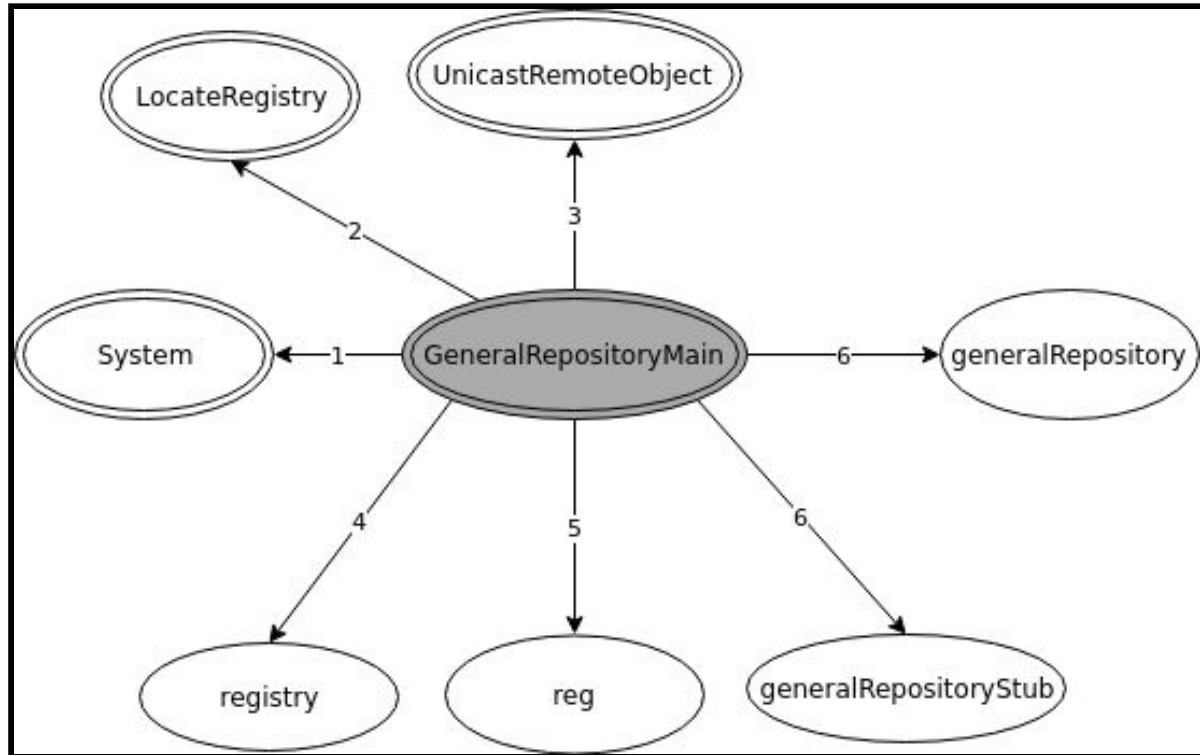 UnicastRemoteObject
LocateRegistry
2
3
System
1
GeneralRepositoryMain
6
generalRepository
4
5
6
registry
reg
generalRepositoryStub